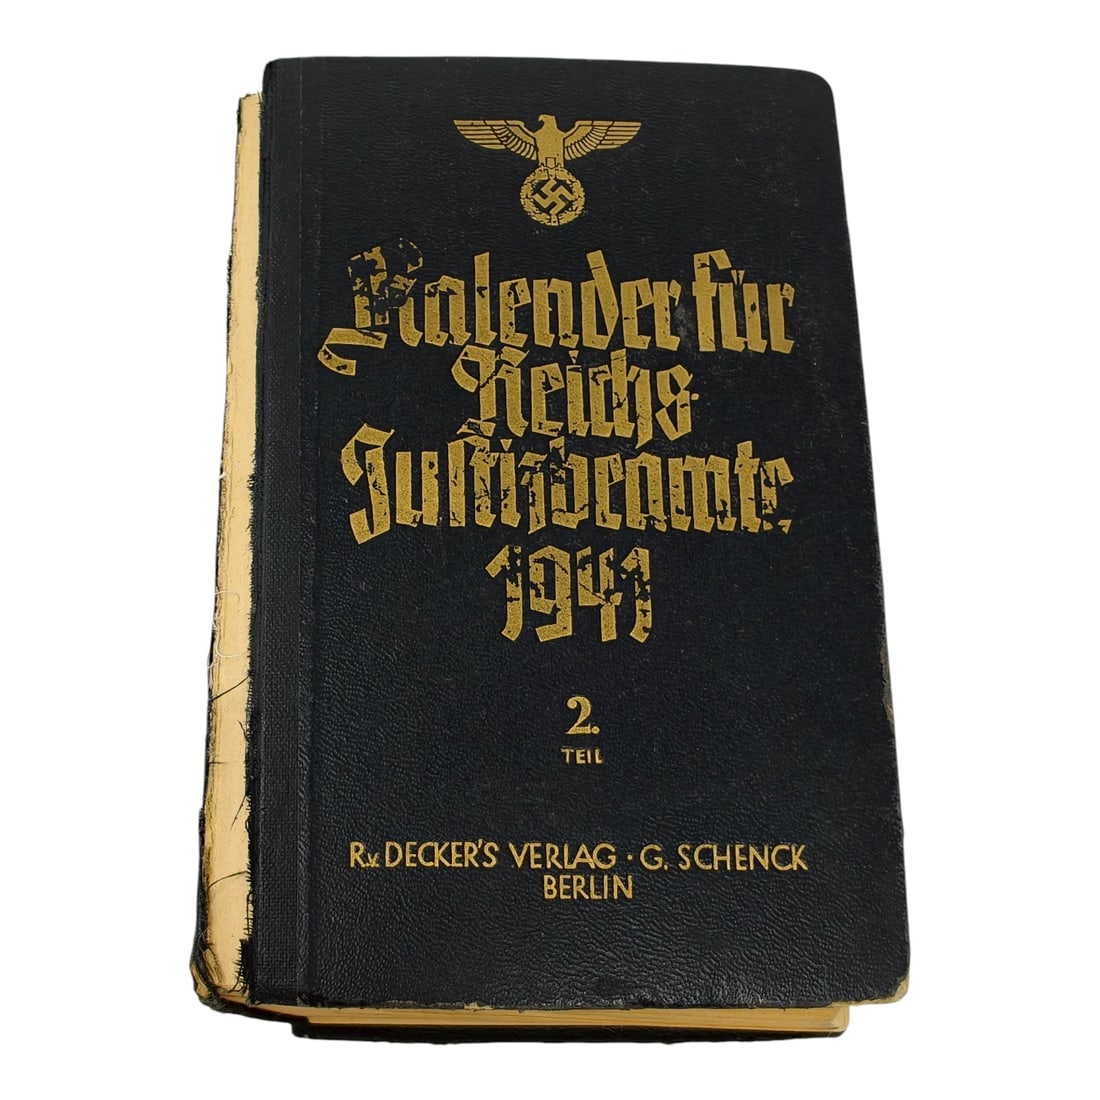 Kalender für
Reichs-
Justizbeamte
1941
2.
TEIL
R.v. DECKER'S VERLAG · G. SCHENCK
BERLIN